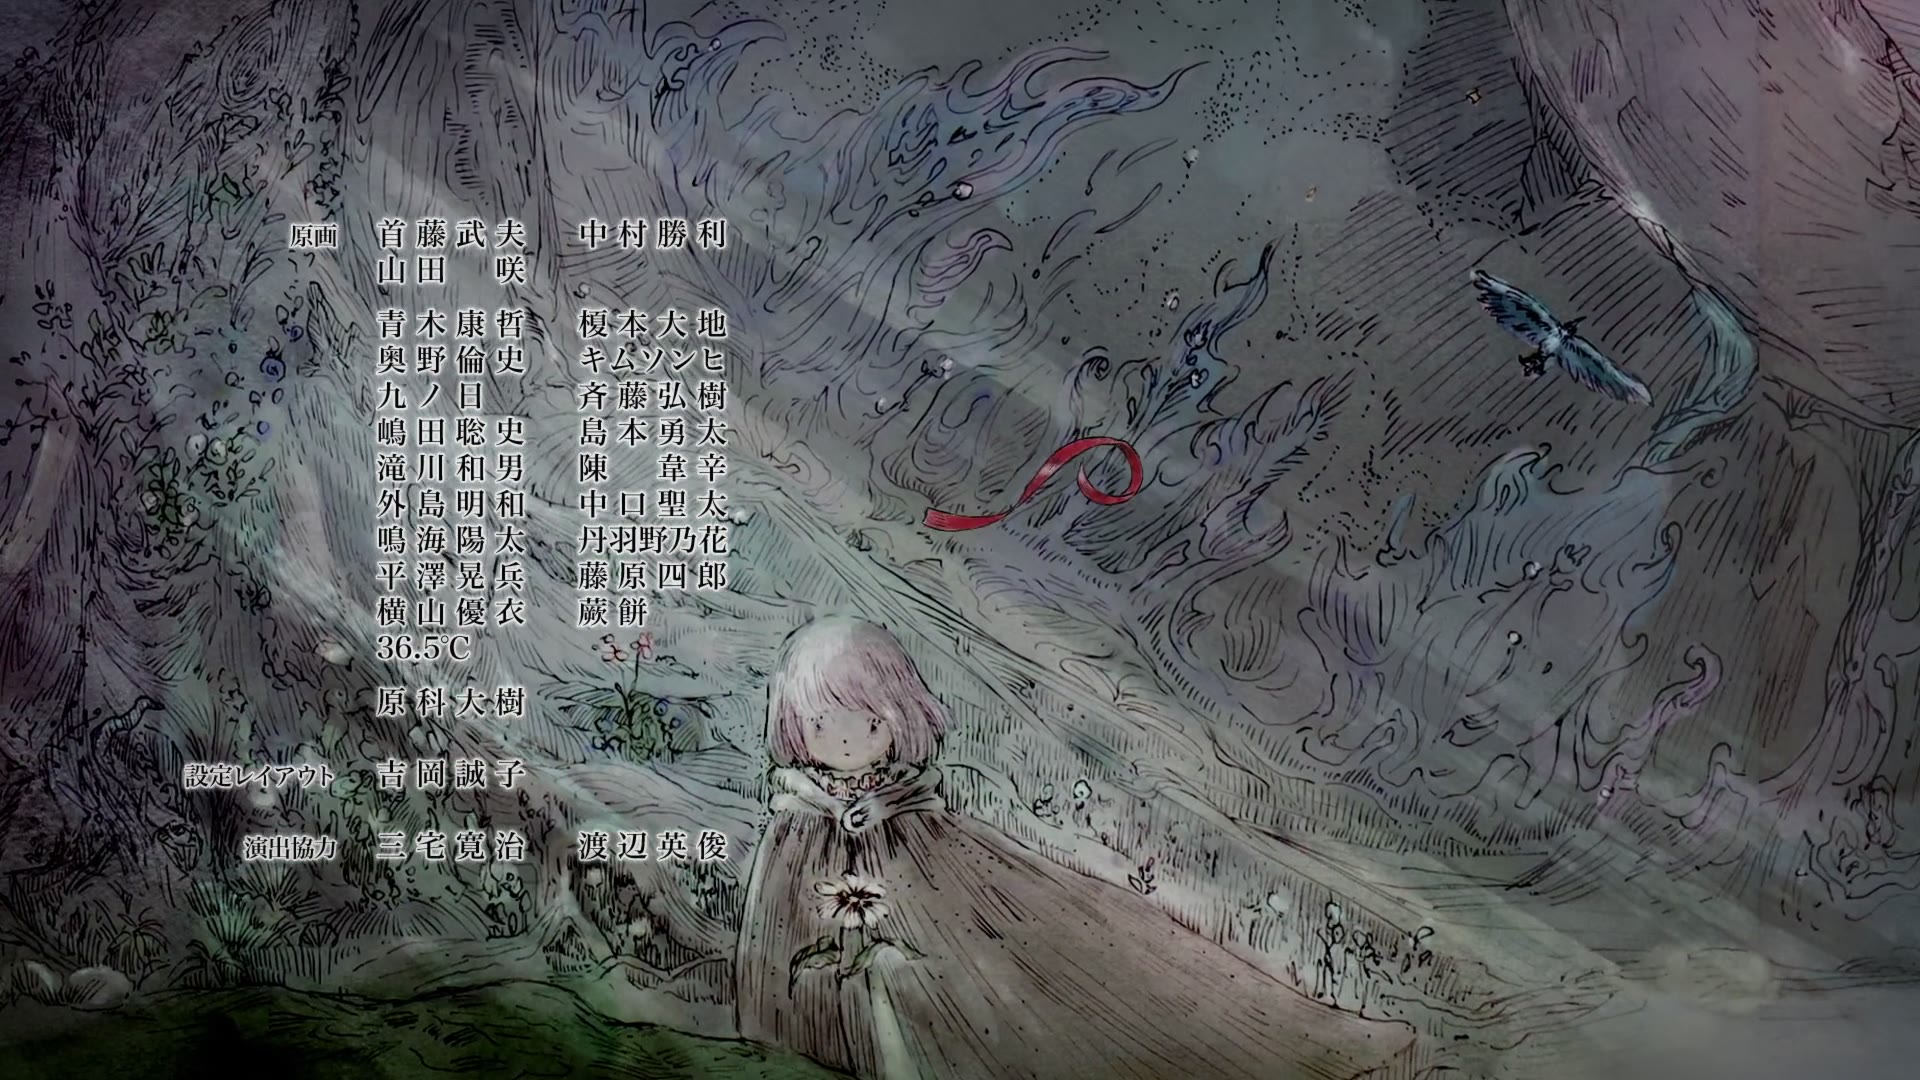 原画 首藤武夫 中村勝利
山田 咲
青木康哲 榎本大地
奥野倫史 キムソンヒ
九ノ日 斉藤弘樹
嶋田聡史 島本勇太
滝川和男 陳 韋辛
外島明和 中口聖太
鳴海陽太 丹羽野乃花
平澤晃兵 藤原四郎
横山優衣 蕨餅
36.5℃
原科大樹
設定レイアウト 吉岡誠子
演出協力 三宅寛治 渡辺英俊